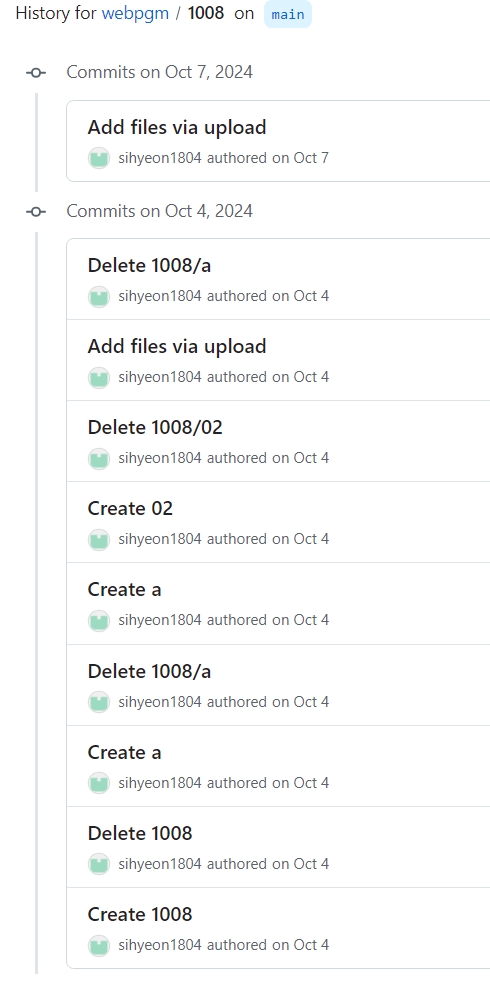 History for webpgm / 1008 on main
Commits on Oct 7, 2024
Add files via upload
sihyeon1804 authored on Oct 7
Commits on Oct 4, 2024
Delete 1008/a
sihyeon1804 authored on Oct 4
Add files via upload
sihyeon1804 authored on Oct 4
Delete 1008/02
sihyeon1804 authored on Oct 4
Create 02
sihyeon1804 authored on Oct 4
Create a
sihyeon1804 authored on Oct 4
Delete 1008/a
sihyeon1804 authored on Oct 4
Create a
sihyeon1804 authored on Oct 4
Delete 1008
sihyeon1804 authored on Oct 4
Create 1008
sihyeon1804 authored on Oct 4